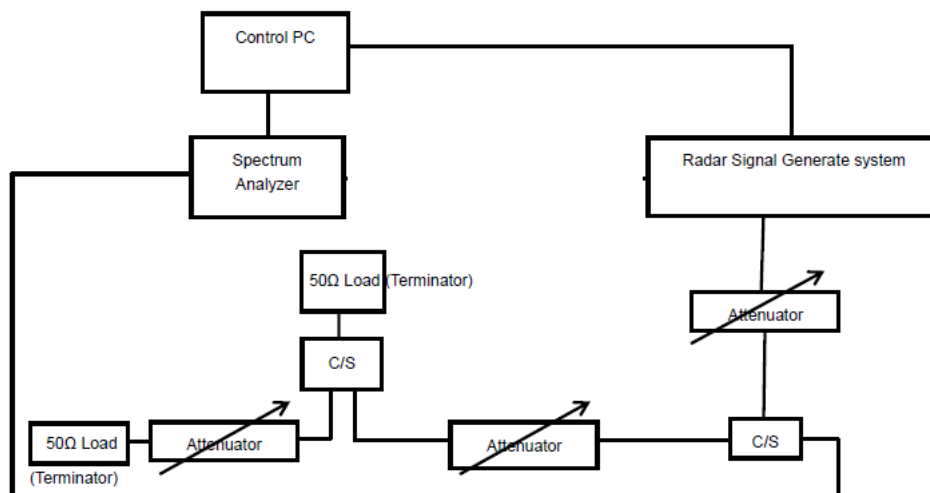 Control PC
Spectrum
Analyzer
Radar Signal Generate system
50Ω Load (Terminator)
Attenuator
C/S
50Ω Load
(Terminator)
Attenuator
Attenuator
C/S